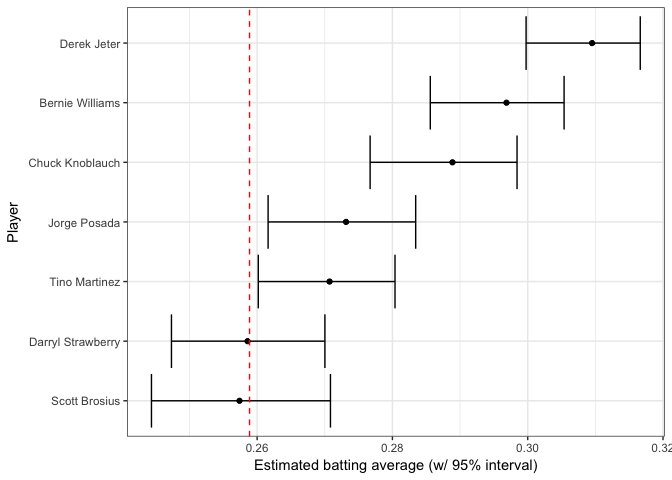 Player
Derek Jeter
Bernie Williams
Chuck Knoblauch
Jorge Posada
Tino Martinez
Darryl Strawberry
Scott Brosius
0.26 0.28 0.30 0.32
Estimated batting average (w/ 95% interval)